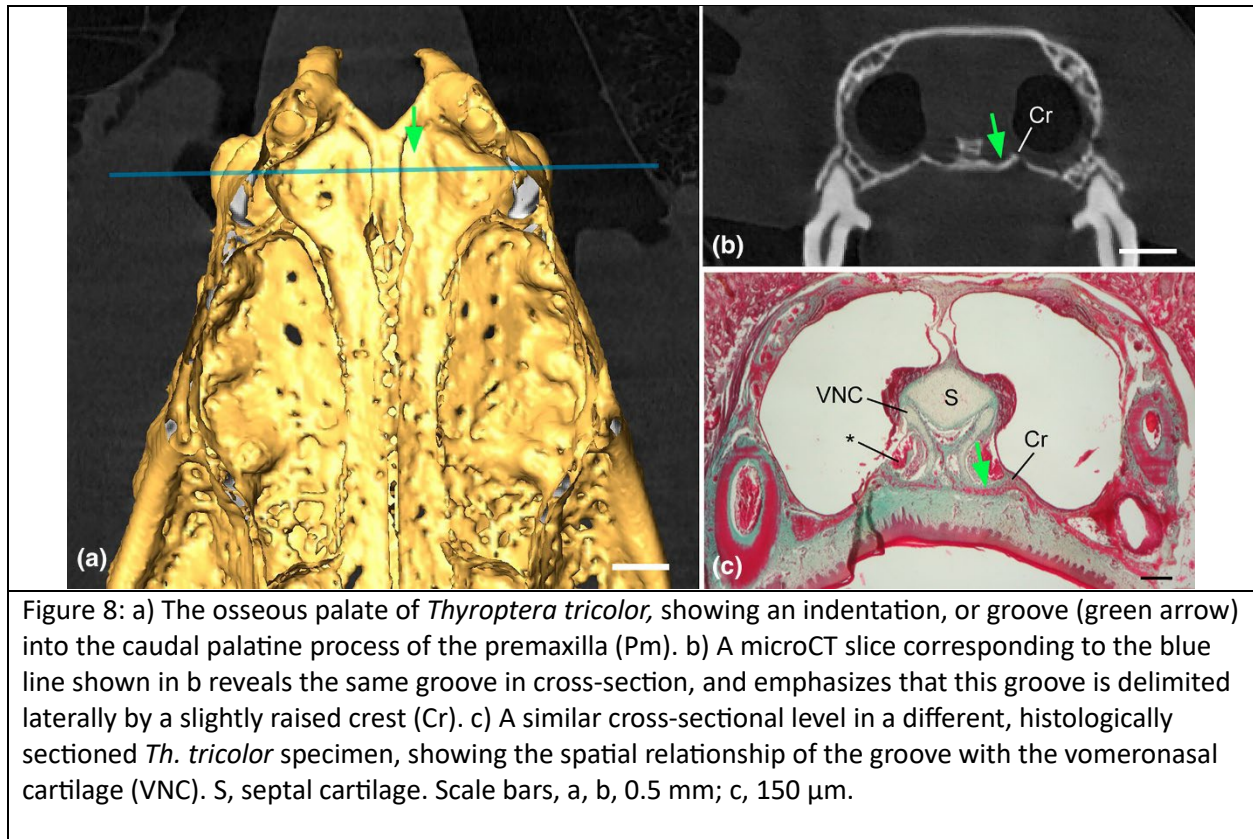 (a)
Cr
(b)
VNC
S
*
Cr
(c)
Figure 8: a) The osseous palate of Thyroptera tricolor, showing an indentation, or groove (green arrow)
into the caudal palatine process of the premaxilla (Pm). b) A microCT slice corresponding to the blue
line shown in b reveals the same groove in cross-section, and emphasizes that this groove is delimited
laterally by a slightly raised crest (Cr). c) A similar cross-sectional level in a different, histologically
sectioned Th. tricolor specimen, showing the spatial relationship of the groove with the vomeronasal
cartilage (VNC). S, septal cartilage. Scale bars, a, b, 0.5 mm; c, 150 µm.